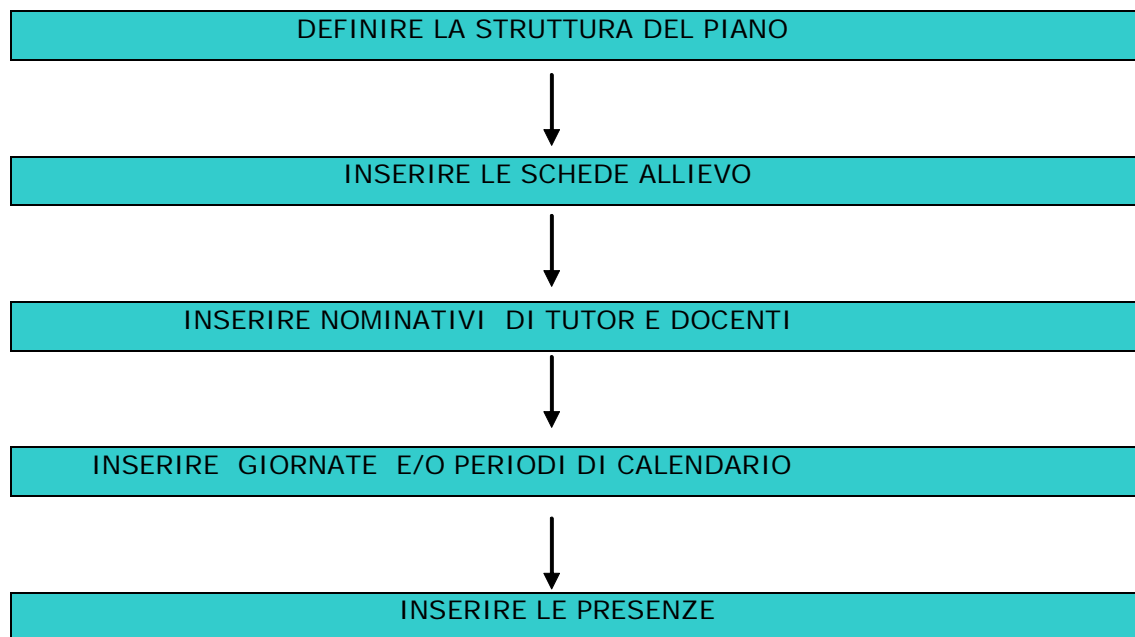 DEFINIRE LA STRUTTURA DEL PIANO
INSERIRE LE SCHEDE ALLIEVO
INSERIRE NOMINATIVI DI TUTOR E DOCENTI
INSERIRE GIORNATE E/O PERIODI DI CALENDARIO
INSERIRE LE PRESENZE